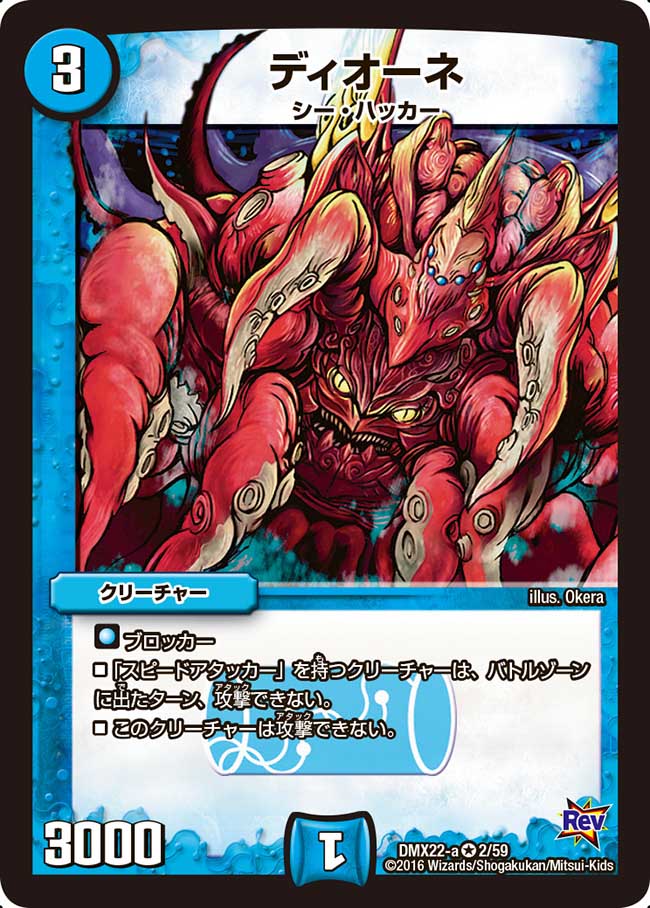 3
ディオーネ
シー・ハッカー
クリーチャー
illus. Okera
ブロッカー
■「スピードアタッカー」を持つクリーチャーは、バトルゾーン
に出たターン、攻撃できない。
■このクリーチャーは攻撃できない。
3000
1
Rev
DMX22-a✪2/59
©2016 Wizards/Shogakukan/Mitsui-Kids